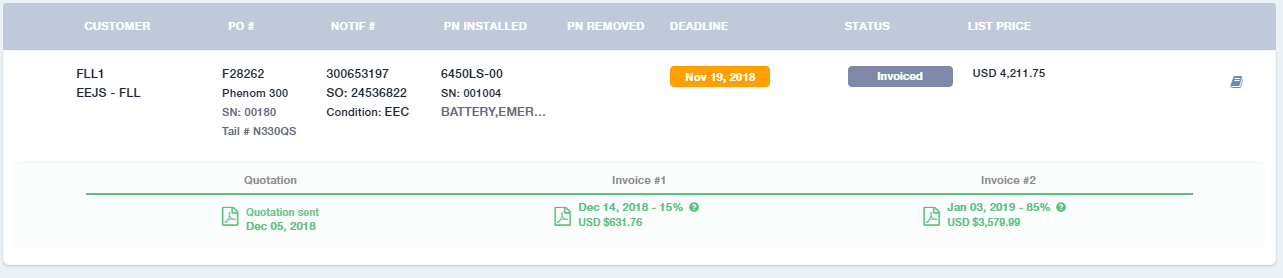 CUSTOMER PO # NOTIF # PN INSTALLED PN REMOVED DEADLINE STATUS LIST PRICE
FLL1 F28262 300653197 6450LS-00 Nov 19, 2018 Invoiced USD 4,211.75
EEJS - FLL Phenom 300 SO: 24536822 SN: 001004
SN: 00180 Condition: EEC BATTERY,EMER...
Tail # N330QS
Quotation Invoice #1 Invoice #2
Quotation sent Dec 14, 2018 - 15% Jan 03, 2019 - 85%
Dec 05, 2018 USD $631.76 USD $3,579.99